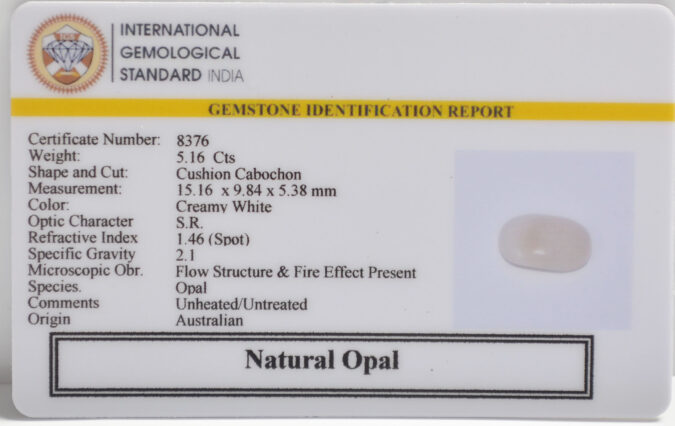 INTERNATIONAL
GEMOLOGICAL
STANDARD INDIA
GEMSTONE IDENTIFICATION REPORT
Certificate Number: 8376
Weight: 5.16 Cts
Shape and Cut: Cushion Cabochon
Measurement: 15.16 x 9.84 x 5.38 mm
Color: Creamy White
Optic Character S.R.
Refractive Index 1.46 (Spot)
Specific Gravity 2.1
Microscopic Obr. Flow Structure & Fire Effect Present
Species. Opal
Comments Unheated/Untreated
Origin Australian
Natural Opal